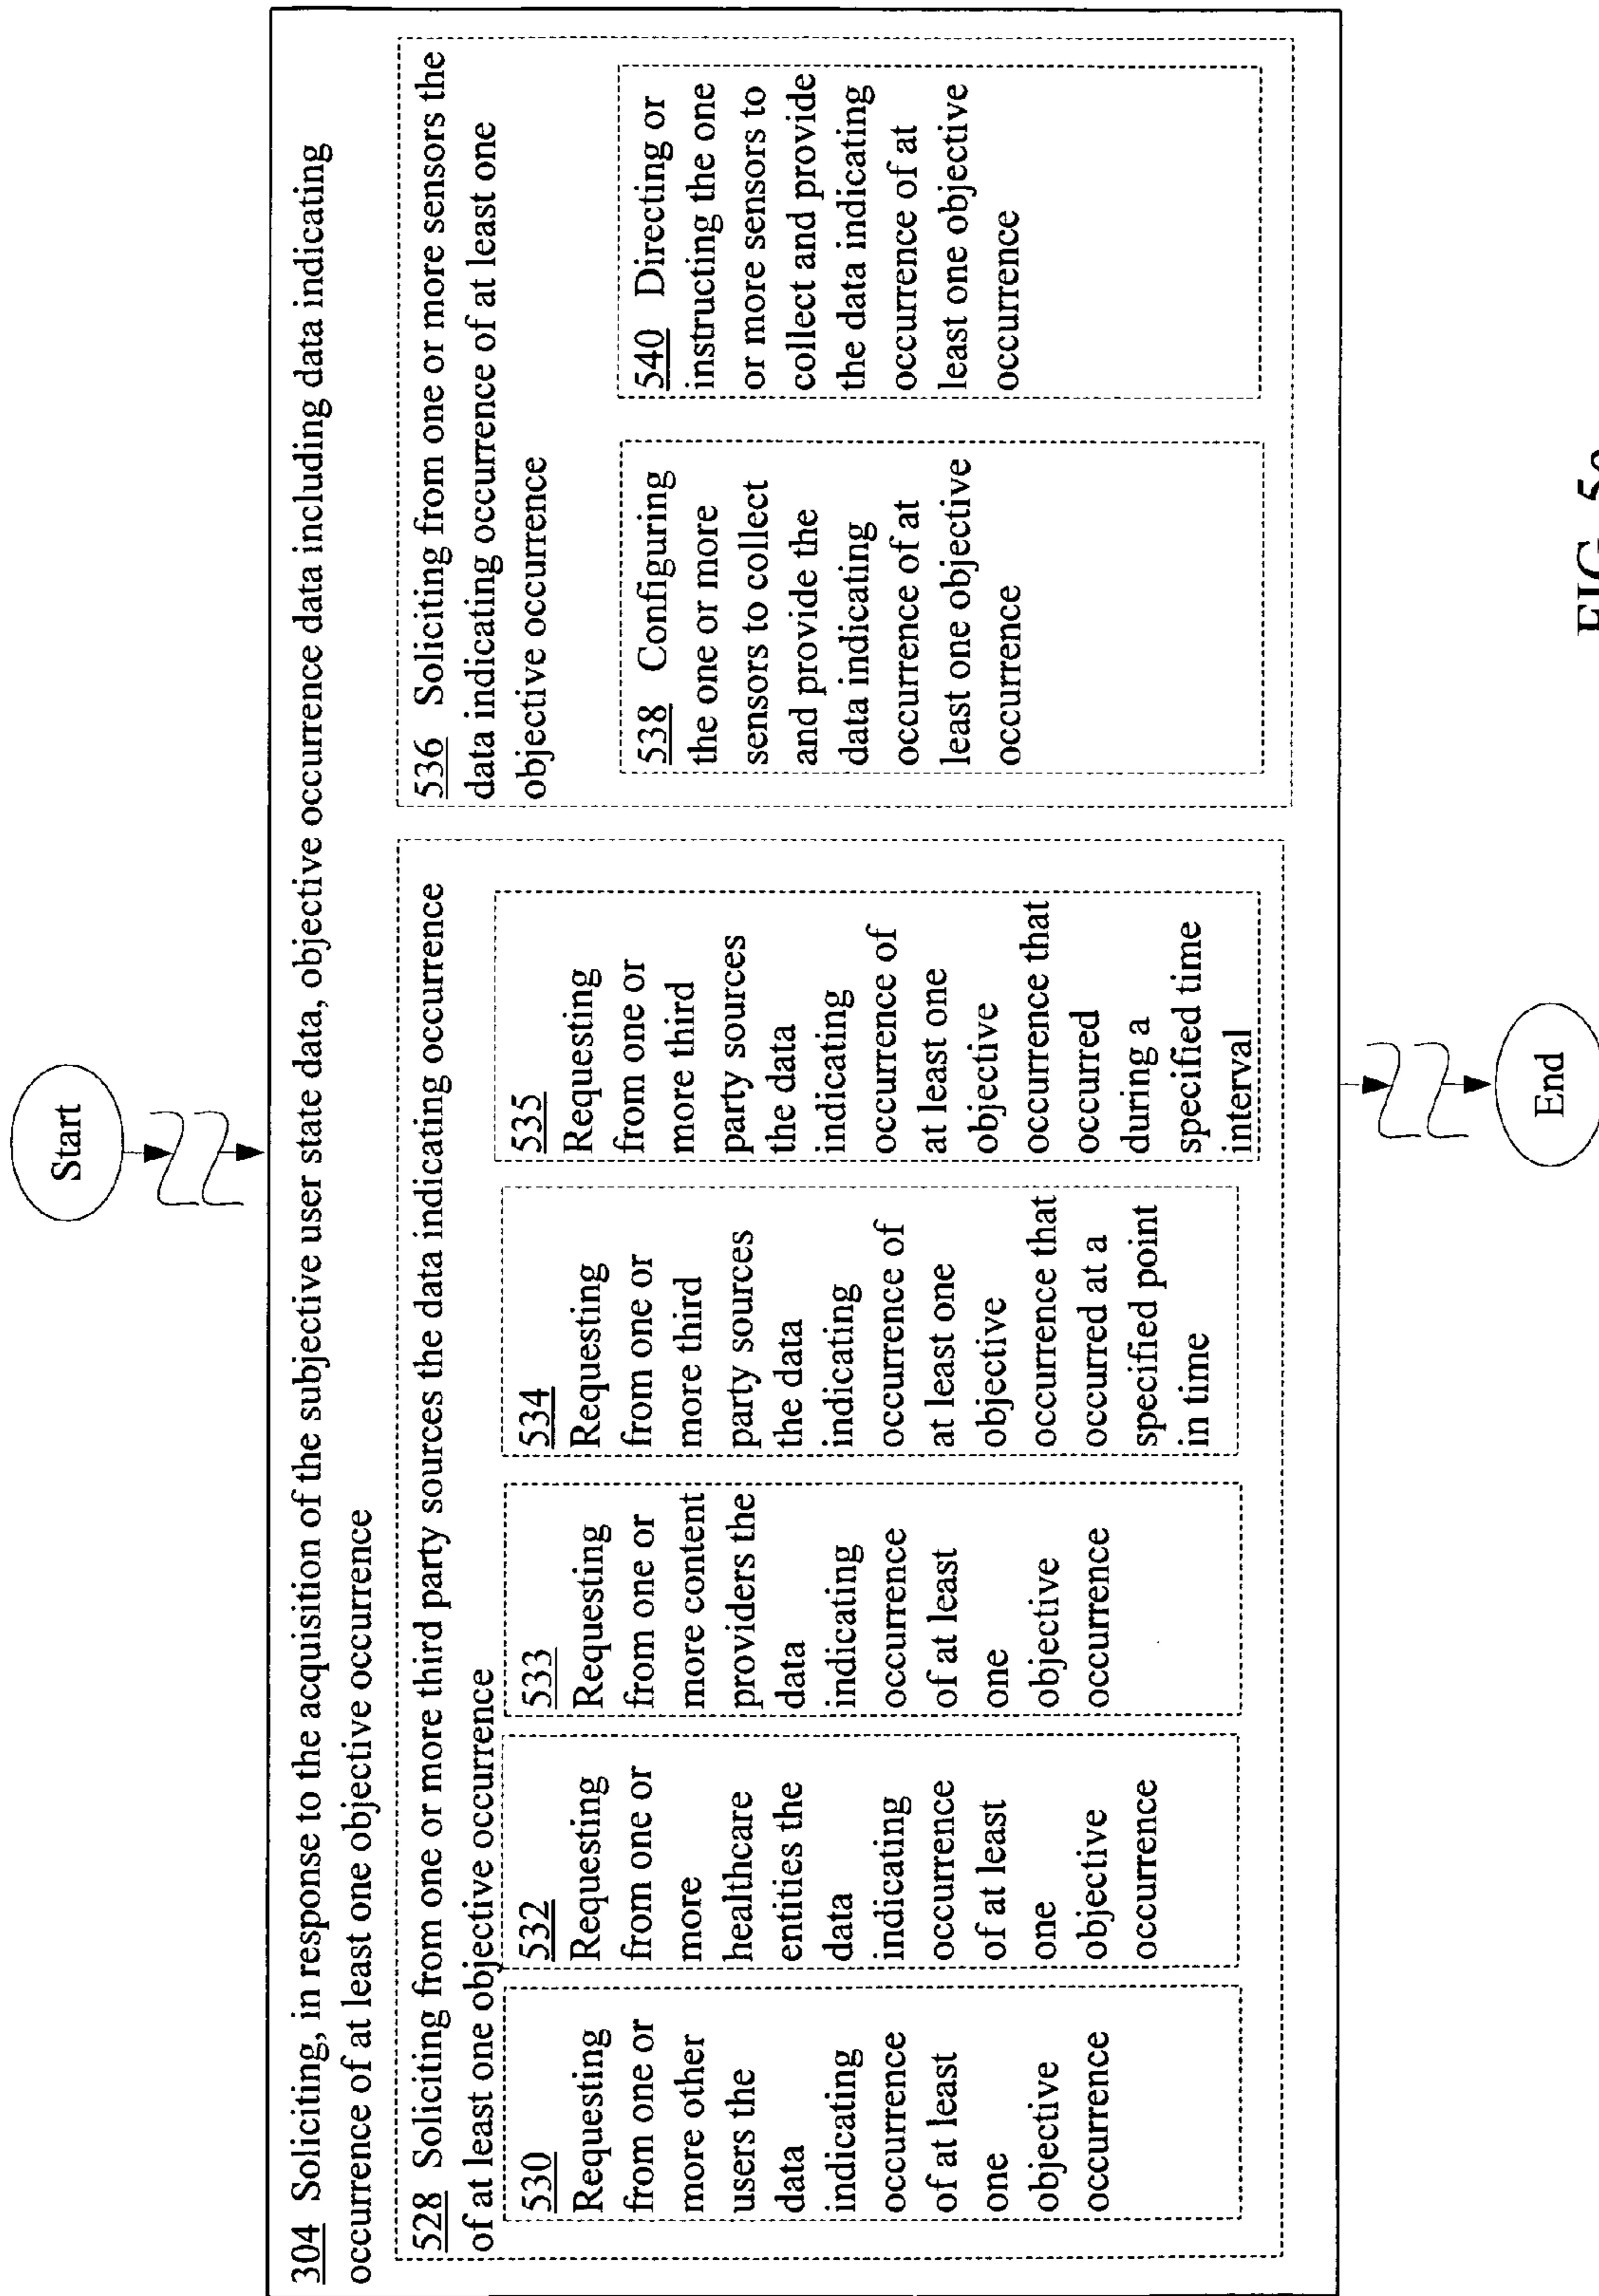 Start
304 Soliciting, in response to the acquisition of the subjective user state data, objective occurrence data including data indicating
occurrence of at least one objective occurrence
528 Soliciting from one or more third party sources the data indicating occurrence
of at least one objective occurrence
530
Requesting
from one or
more other
users the
data
indicating
occurrence
of at least
one
objective
occurrence
532
Requesting
from one or
more
healthcare
entities the
data
indicating
occurrence
of at least
one
objective
occurrence
533
Requesting
from one or
more content
providers the
data
indicating
occurrence
of at least
one
objective
occurrence
534
Requesting
from one or
more third
party sources
the data
indicating
occurrence of
at least one
objective
occurrence that
occurred at a
specified point
in time
535
Requesting
from one or
more third
party sources
the data
indicating
occurrence of
at least one
objective
occurrence that
occurred
during a
specified time
interval
536 Soliciting from one or more sensors the
data indicating occurrence of at least one
objective occurrence
538 Configuring
the one or more
sensors to collect
and provide the
data indicating
occurrence of at
least one objective
occurrence
540 Directing or
instructing the one
or more sensors to
collect and provide
the data indicating
occurrence of at
least one objective
occurrence
End
FIG.